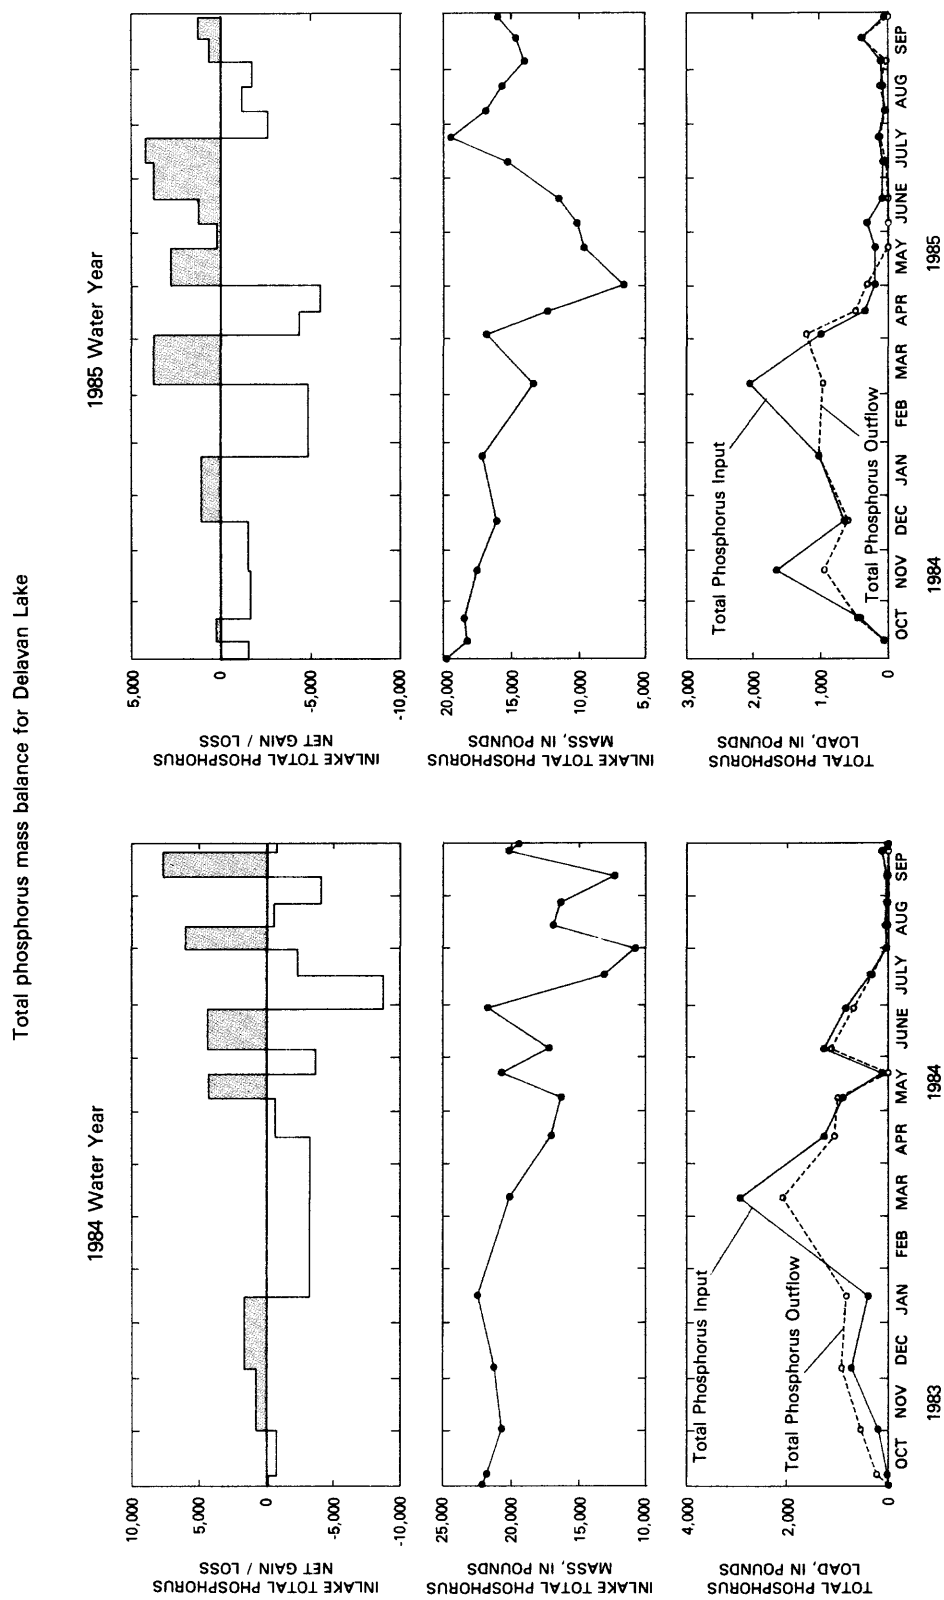 Total phosphorus mass balance for Delavan Lake
1984 Water Year
INLAKE TOTAL PHOSPHORUS
NET GAIN / LOSS
10,000
5,000
0
-5,000
-10,000
INLAKE TOTAL PHOSPHORUS
MASS, IN POUNDS
25,000
20,000
15,000
10,000
TOTAL PHOSPHORUS
LOAD, IN POUNDS
4,000
2,000
0
Total Phosphorus Input
Total Phosphorus Outflow
OCT NOV DEC JAN FEB MAR APR MAY JUNE JULY AUG SEP
1983 1984
1985 Water Year
INLAKE TOTAL PHOSPHORUS
NET GAIN / LOSS
5,000
0
-5,000
-10,000
INLAKE TOTAL PHOSPHORUS
MASS, IN POUNDS
20,000
15,000
10,000
5,000
TOTAL PHOSPHORUS
LOAD, IN POUNDS
3,000
2,000
1,000
0
Total Phosphorus Input
Total Phosphorus Outflow
OCT NOV DEC JAN FEB MAR APR MAY JUNE JULY AUG SEP
1984 1985